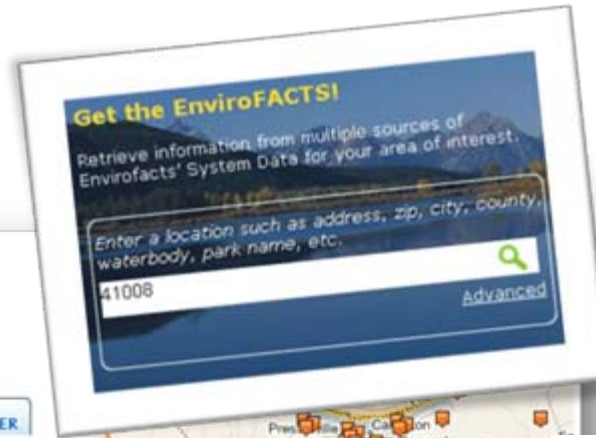 Get the EnviroFACTS!
Retrieve information from multiple sources of
Envirofacts' System Data for your area of interest.
Enter a location such as address, zip, city, county,
waterbody, park name, etc.
41008
Advanced
ER